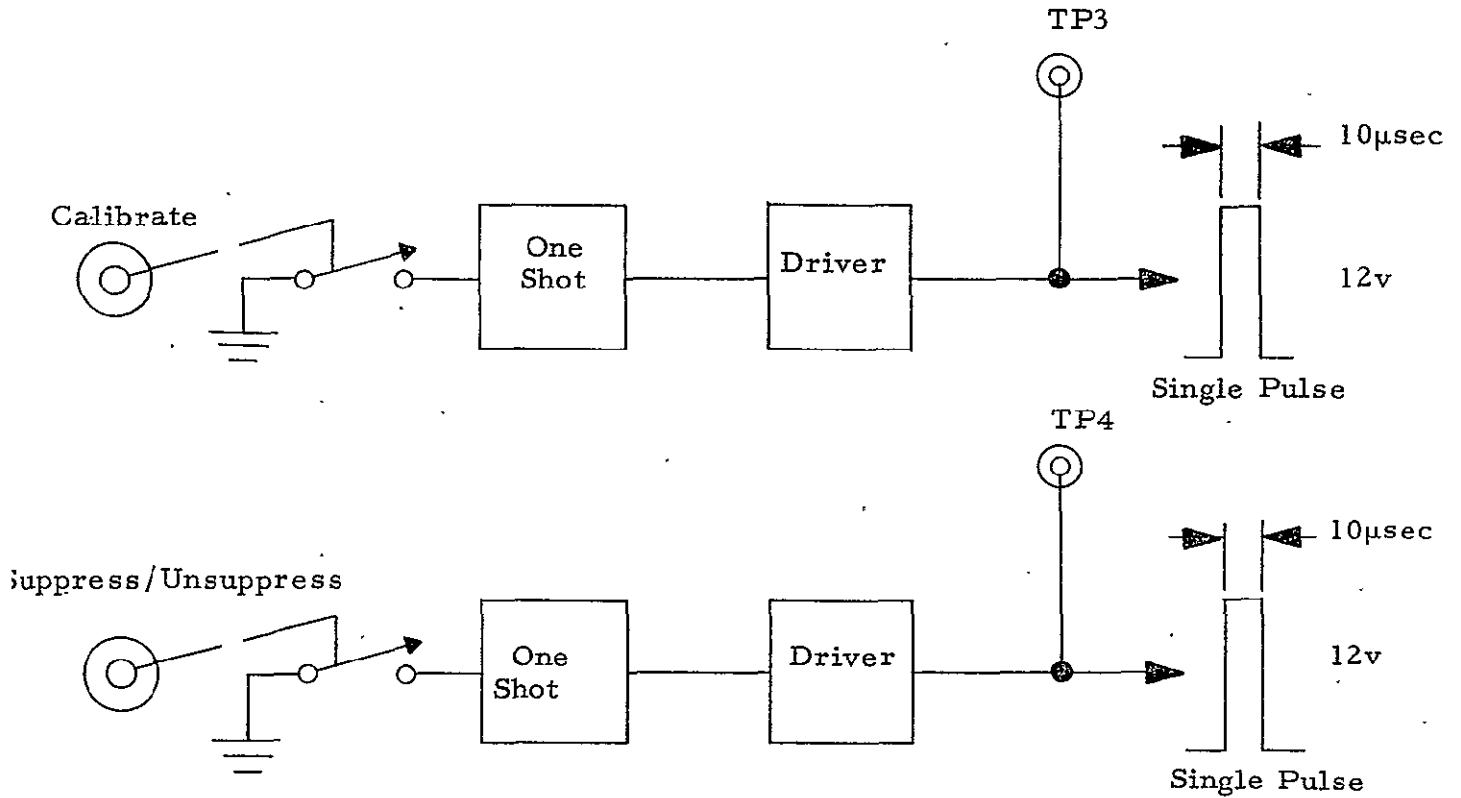 TP3
10μsec
Calibrate
One
Shot
Driver
12v
Single Pulse
TP4
10μsec
uppress/Unsuppress
One
Shot
Driver
12v
Single Pulse